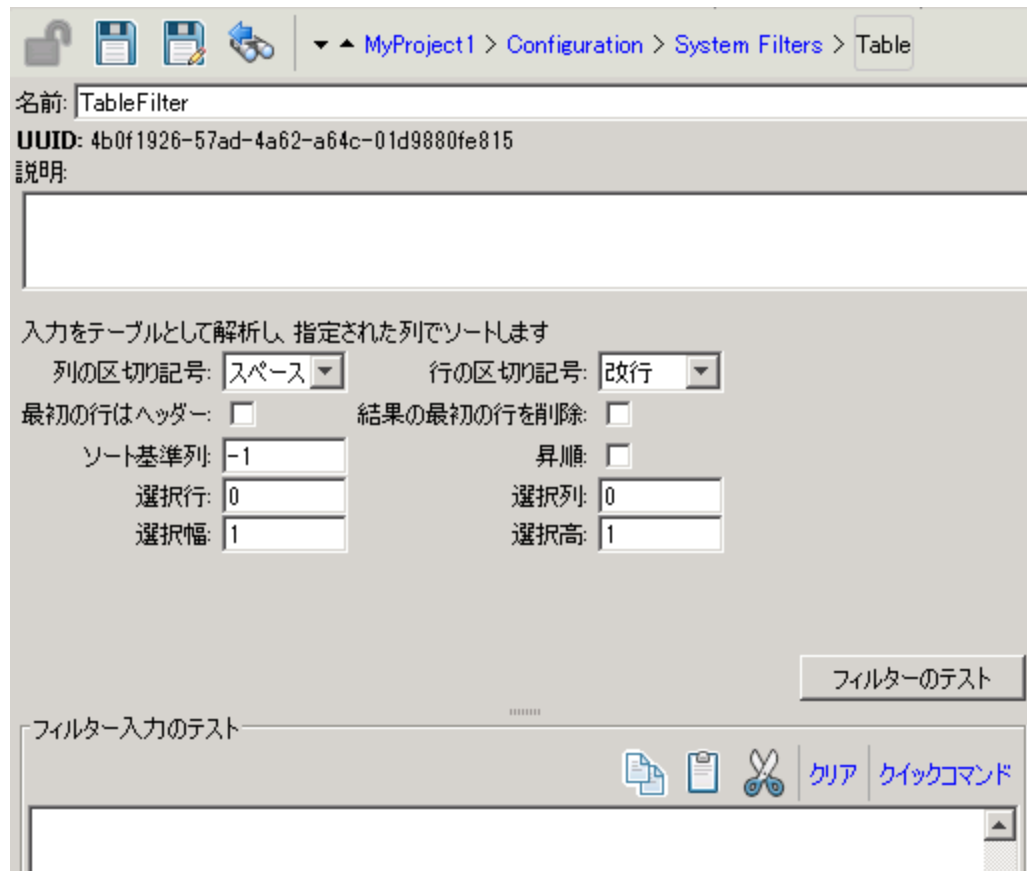 MyProject1 > Configuration > System Filters > Table
名前: TableFilter
UUID: 4b0f1926-57ad-4a62-a64c-01d9880fe815
説明:
入力をテーブルとして解析し、指定された列でソートします
列の区切り記号: スペース 行の区切り記号: 改行
最初の行はヘッダー: 結果の最初の行を削除:
ソート基準列: -1 昇順:
選択行: 0 選択列: 0
選択幅: 1 選択高: 1
フィルターのテスト
フィルター入力のテスト
クリア クイックコマンド